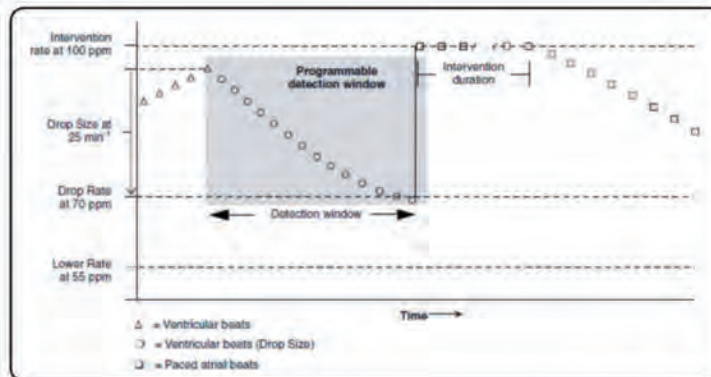 Intervention
rate at 100 ppm
Programmable
detection window
Intervention
duration
Drop Size at
25 min⁻¹
Drop Rate
at 70 ppm
Detection window
Lower Rate
at 55 ppm
Time
△ = Ventricular beats
○ = Ventricular beats (Drop Size)
□ = Paced atrial beats